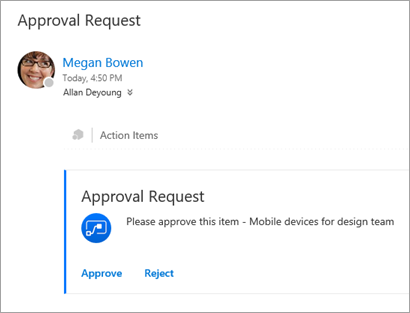 Approval Request
Megan Bowen
Today, 4:50 PM
Allan Deyoung
Action Items
Approval Request
Please approve this item - Mobile devices for design team
Approve Reject